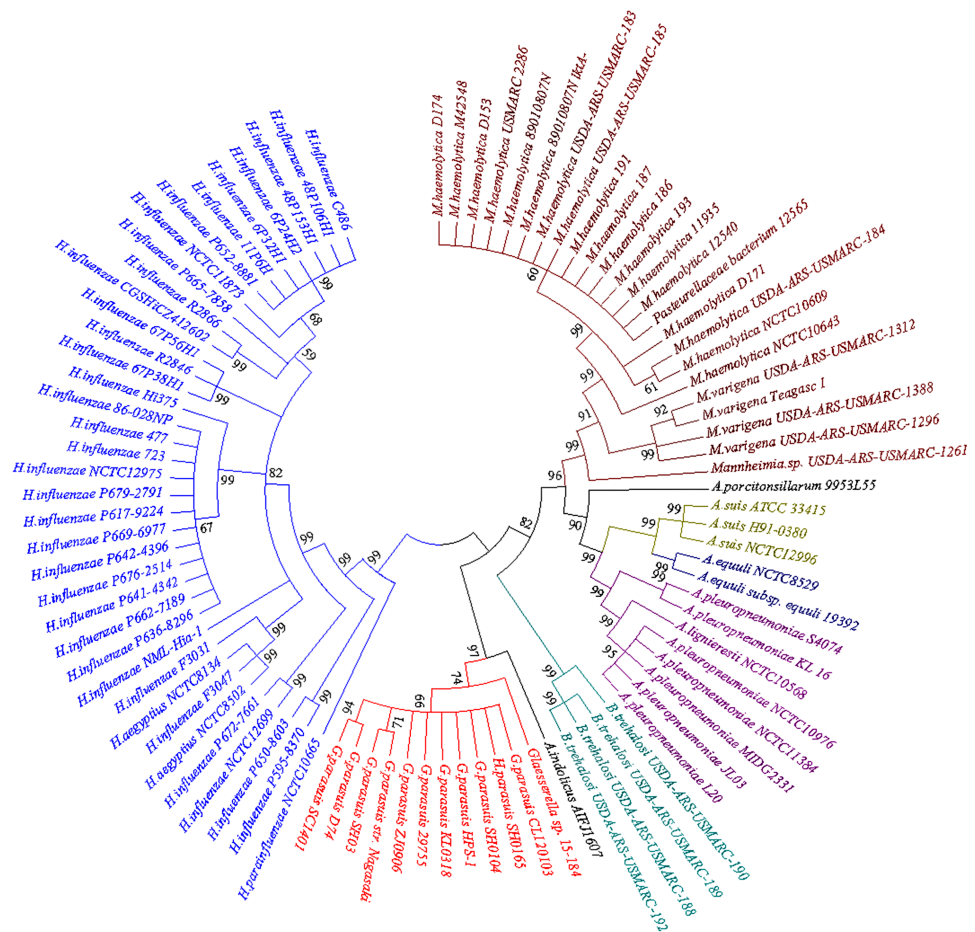 M.haemolytica D174
M.haemolytica M42548
M.haemolytica D153
M.haemolytica USMARC 2286
M.haemolytica 89010807N
M.haemolytica 89010807N lktA-
M.haemolytica USDA-ARS-USMARC-183
M.haemolytica USDA-ARS-USMARC-185
M.haemolytica 191
M.haemolytica 187
M.haemolytica 186
M.haemolytica 193
M.haemolytica 11935
M.haemolytica 12540
Pasteurellaceae bacterium 12565
M.haemolytica D171
M.haemolytica USDA-ARS-USMARC-184
M.haemolytica NCTC10609
M.haemolytica NCTC10643
M.varigena USDA-ARS-USMARC-1312
M.varigena Teagasc 1
M.varigena USDA-ARS-USMARC-1388
M.varigena USDA-ARS-USMARC-1296
Mannheimia.sp. USDA-ARS-USMARC-1261
A.porcitonsillarum 9953L55
A.suis ATCC 33415
A.suis H91-0380
A.suis NCTC12996
A.equuli NCTC8529
A.equuli subsp. equuli 19392
A.pleuropneumoniae S4074
A.pleuropneumoniae KL 16
A.lignieresii NCTC10568
A.pleuropneumoniae NCTC10976
A.pleuropneumoniae NCTC11384
A.pleuropneumoniae MIDG2331
A.pleuropneumoniae JL03
A.pleuropneumoniae L20
B.trehalosi USDA-ARS-USMARC-190
B.trehalosi USDA-ARS-USMARC-189
B.trehalosi USDA-ARS-USMARC-188
B.trehalosi USDA-ARS-USMARC-192
A.indolicus AIFJ1607
Glaesserella sp. 15-184
G.parasuis CL120103
H.parasuis SH0165
G.parasuis SH0104
G.parasuis HPS-1
G.parasuis KL0318
G.parasuis 29755
G.parasuis ZJ0906
G.parasuis str. Nagasaki
G.parasuis SH03
G.parasuis D74
G.parasuis SC1401
H.parainfluenzae NCTC10665
H.influenzae P595-8370
H.influenzae P650-8603
H.influenzae NCTC12699
H.influenzae P672-7661
H.aegyptius NCTC8502
H.influenzae F3047
H.aegyptius NCTC8134
H.influenzae F3031
H.influenzae NML-Hia-1
H.influenzae P636-8296
H.influenzae P662-7189
H.influenzae P641-4342
H.influenzae P676-2514
H.influenzae P642-4396
H.influenzae P669-6977
H.influenzae P617-9224
H.influenzae P679-2791
H.influenzae NCTC12975
H.influenzae 723
H.influenzae 477
H.influenzae 86-028NP
H.influenzae Hi375
H.influenzae 67P38H1
H.influenzae R2846
H.influenzae 67P56H1
H.influenzae CGSHiCZ412602
H.influenzae R2866
H.influenzae P665-7858
H.influenzae NCTC11873
H.influenzae P652-8881
H.influenzae 11P6H
H.influenzae 6P32H1
H.influenzae 6P24H2
H.influenzae 48P153H1
H.influenzae 48P106H1
H.influenzae C486
60
99
61
99
91
92
99
99
96
90
99
99
99
99
99
95
82
99
99
97
74
66
71
94
99
99
99
99
99
99
99
82
67
99
99
99
59
68
99